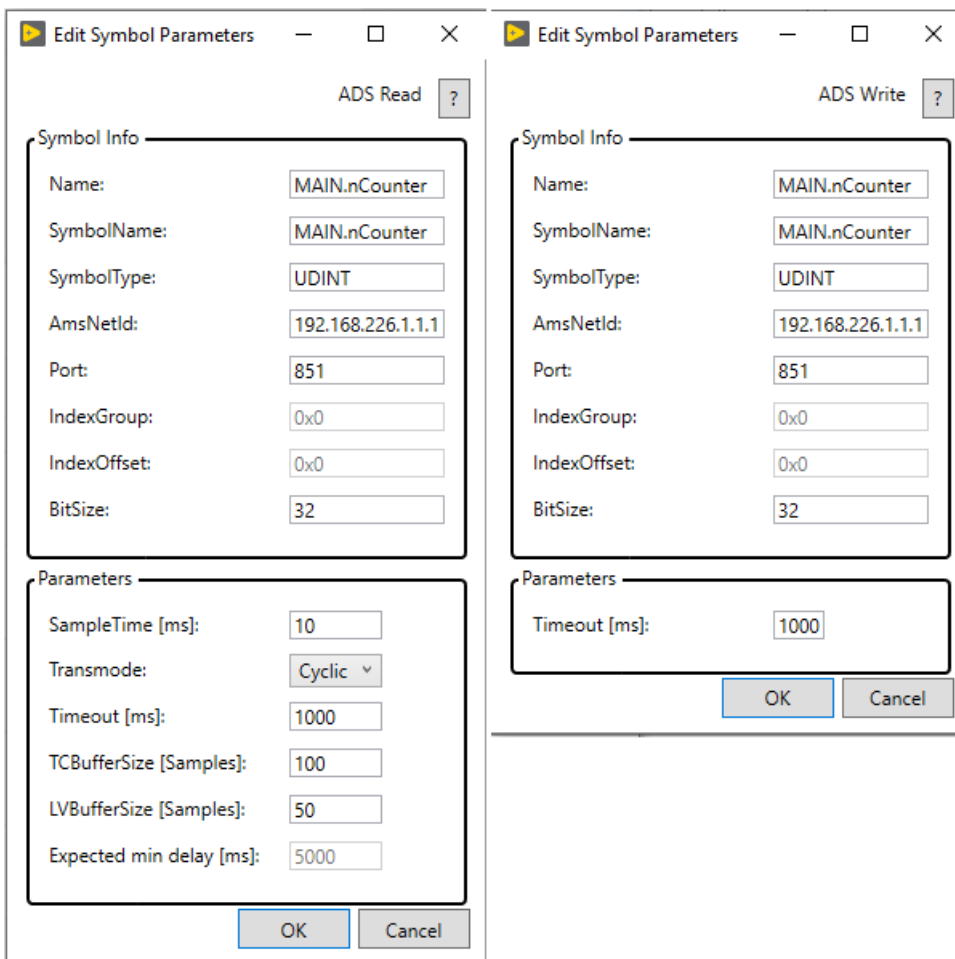 Edit Symbol Parameters
ADS Read ?
Symbol Info
Name: MAIN.nCounter
SymbolName: MAIN.nCounter
SymbolType: UDINT
AmsNetId: 192.168.226.1.1.1
Port: 851
IndexGroup: 0x0
IndexOffset: 0x0
BitSize: 32
Parameters
SampleTime [ms]: 10
Transmode: Cyclic
Timeout [ms]: 1000
TCBufferSize [Samples]: 100
LVBufferSize [Samples]: 50
Expected min delay [ms]: 5000
OK Cancel
Edit Symbol Parameters
ADS Write ?
Symbol Info
Name: MAIN.nCounter
SymbolName: MAIN.nCounter
SymbolType: UDINT
AmsNetId: 192.168.226.1.1.1
Port: 851
IndexGroup: 0x0
IndexOffset: 0x0
BitSize: 32
Parameters
Timeout [ms]: 1000
OK Cancel